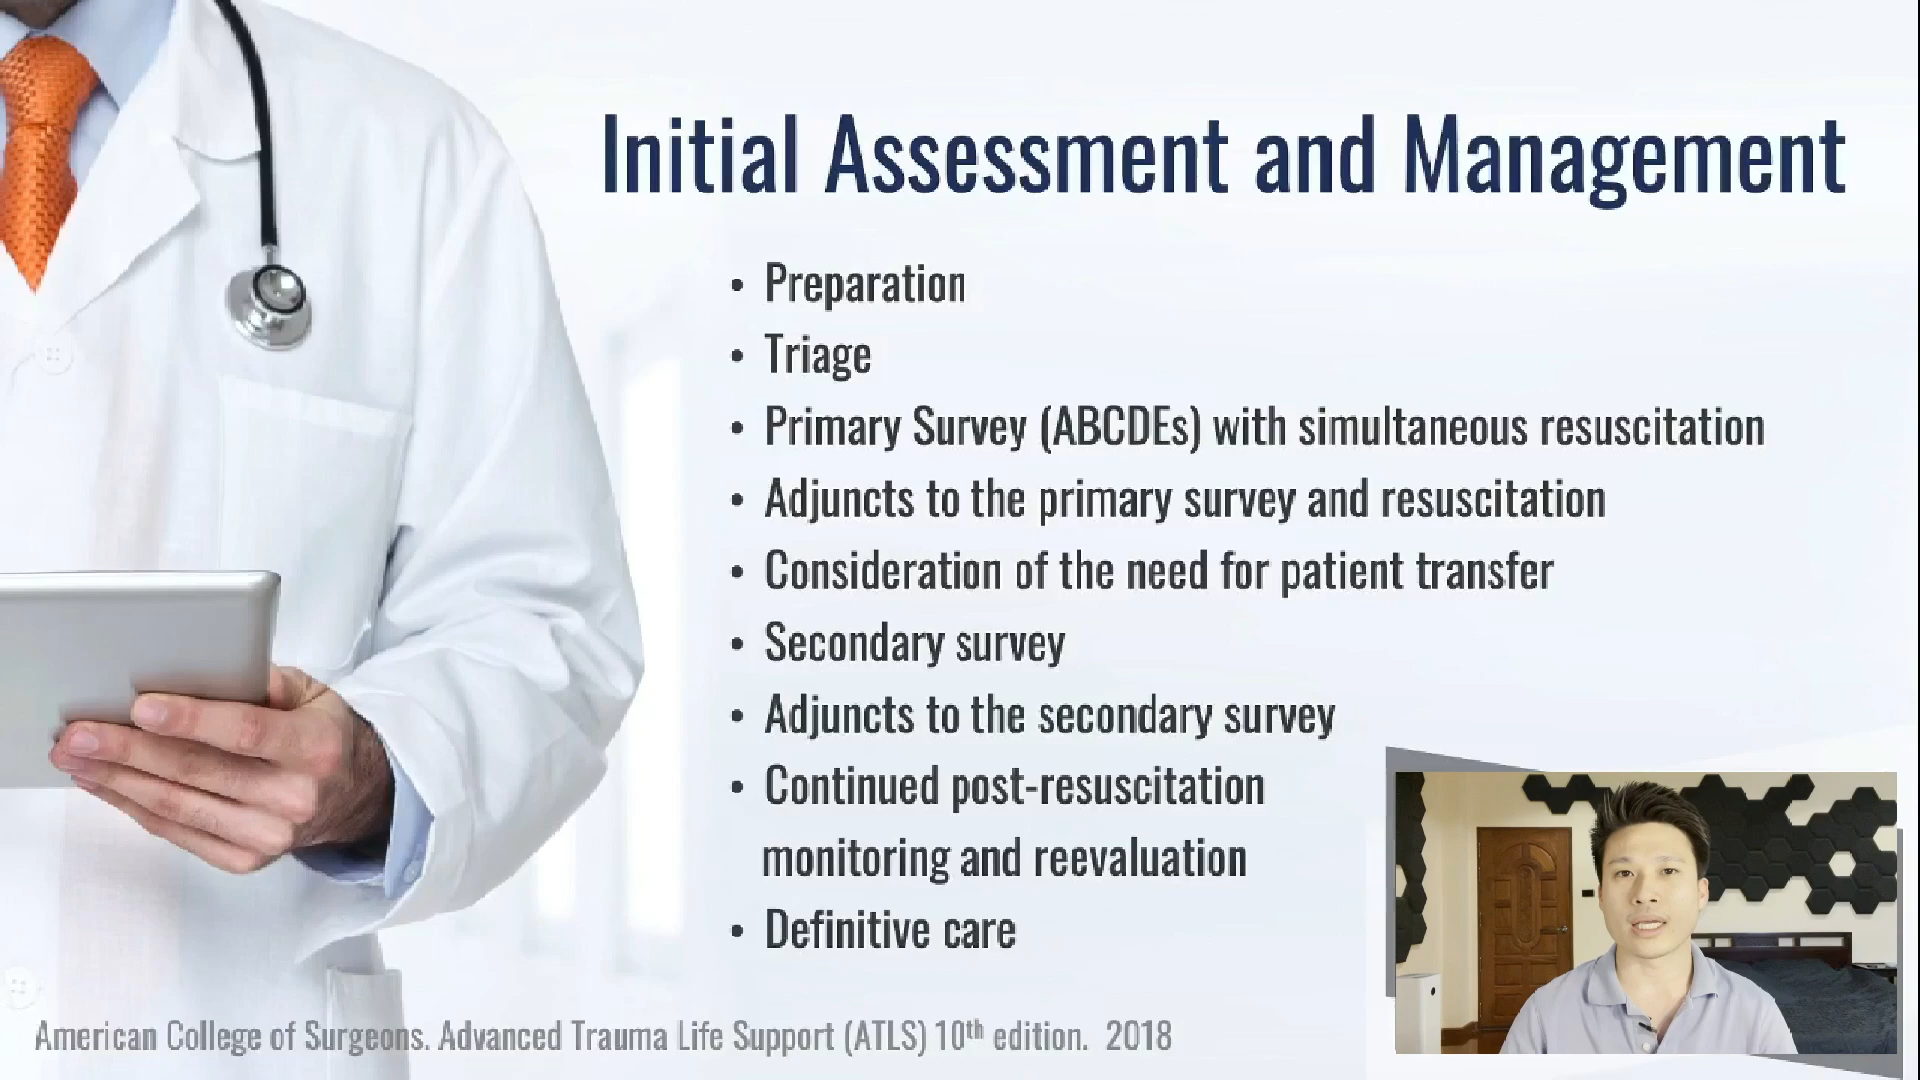 Initial Assessment and Management
• Preparation
• Triage
• Primary Survey (ABCDEs) with simultaneous resuscitation
• Adjuncts to the primary survey and resuscitation
• Consideration of the need for patient transfer
• Secondary survey
• Adjuncts to the secondary survey
• Continued post-resuscitation
monitoring and reevaluation
• Definitive care
American College of Surgeons. Advanced Trauma Life Support (ATLS) 10th edition. 2018